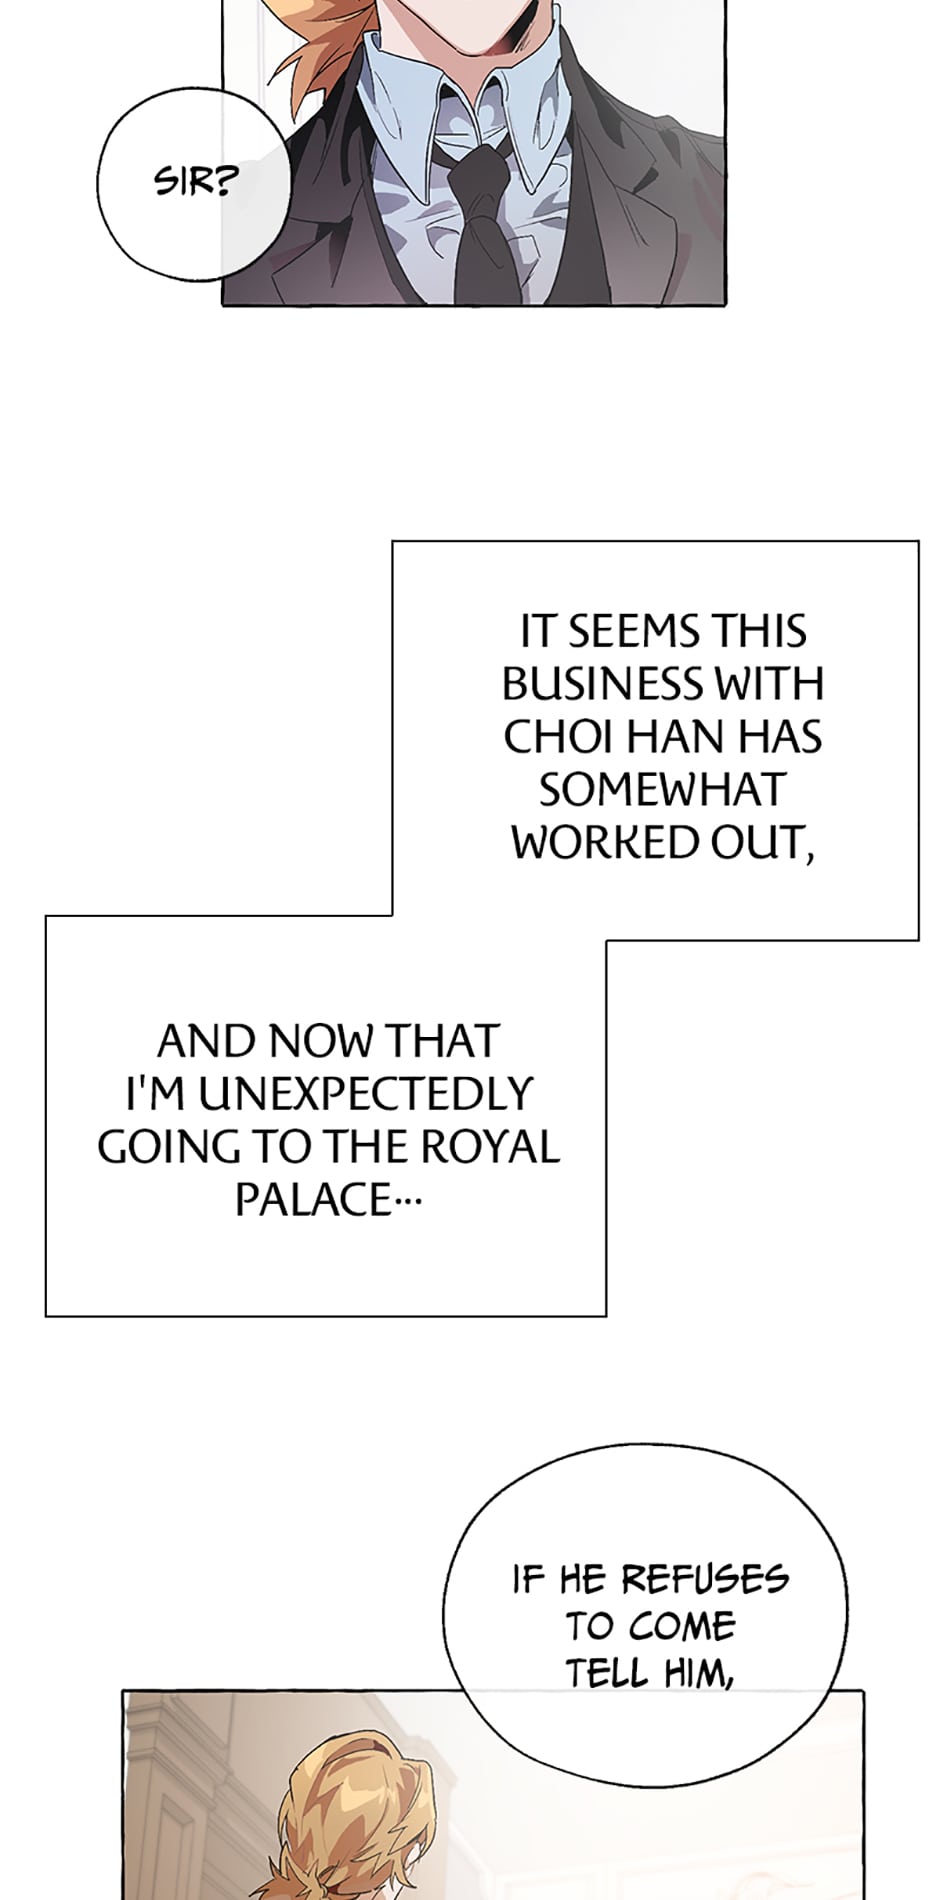 SIR?
IT SEEMS THIS
BUSINESS WITH
CHOI HAN HAS
SOMEWHAT
WORKED OUT,
AND NOW THAT
I'M UNEXPECTEDLY
GOING TO THE ROYAL
PALACE···
IF HE REFUSES
TO COME
TELL HIM,